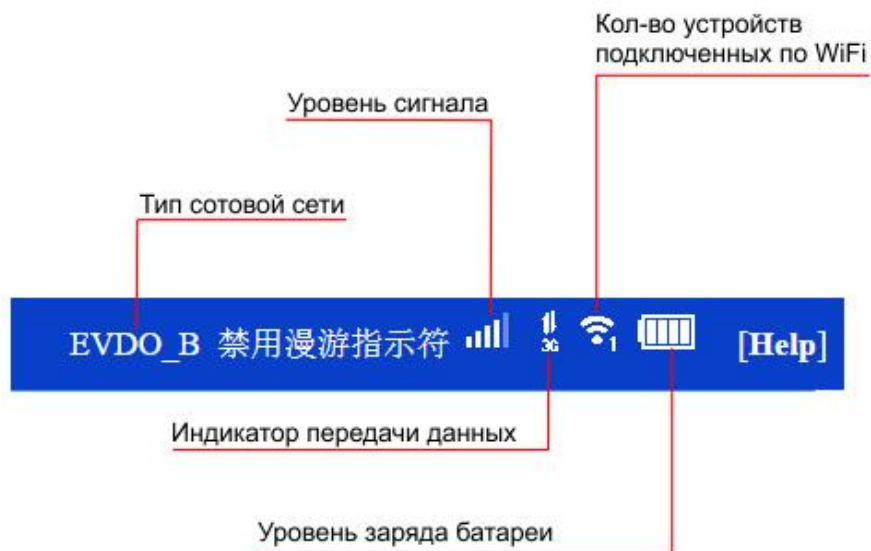 Кол-во устройств
подключенных по WiFi
Уровень сигнала
Тип сотовой сети
EVDO_B 禁用漫游指示符 3G 1 [Help]
Индикатор передачи данных
Уровень заряда батареи